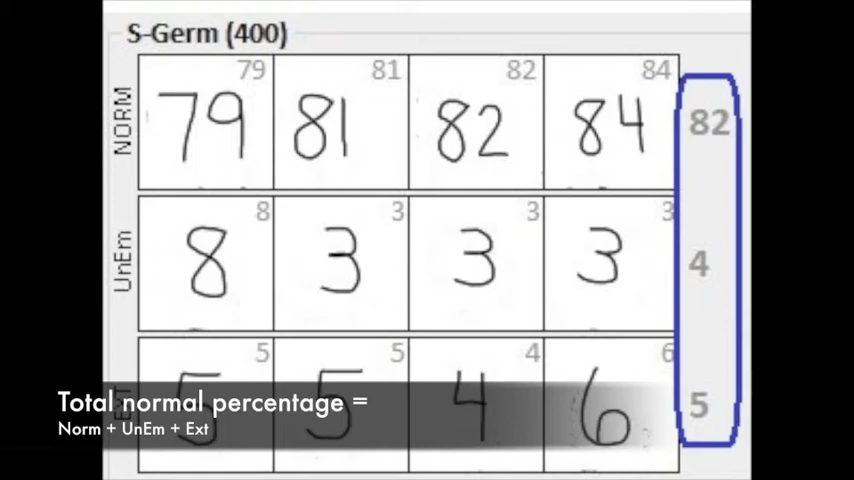 S-Germ (400)
79 81 82 84
NORM 79 81 82 84 82
8 3 3 3
UnEm 8 3 3 3 4
5 5 4 6
5 5 4 6 5
Total normal percentage =
Norm + UnEm + Ext